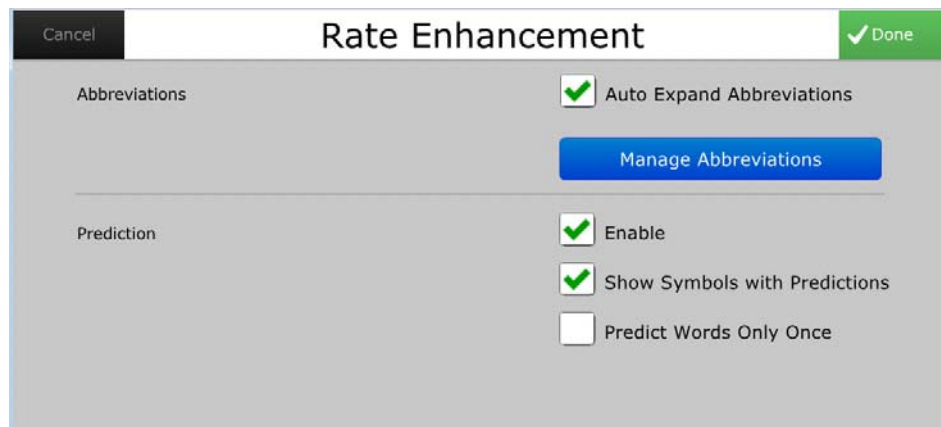 Cancel
Rate Enhancement
Done
Abbreviations
Auto Expand Abbreviations
Manage Abbreviations
Prediction
Enable
Show Symbols with Predictions
Predict Words Only Once